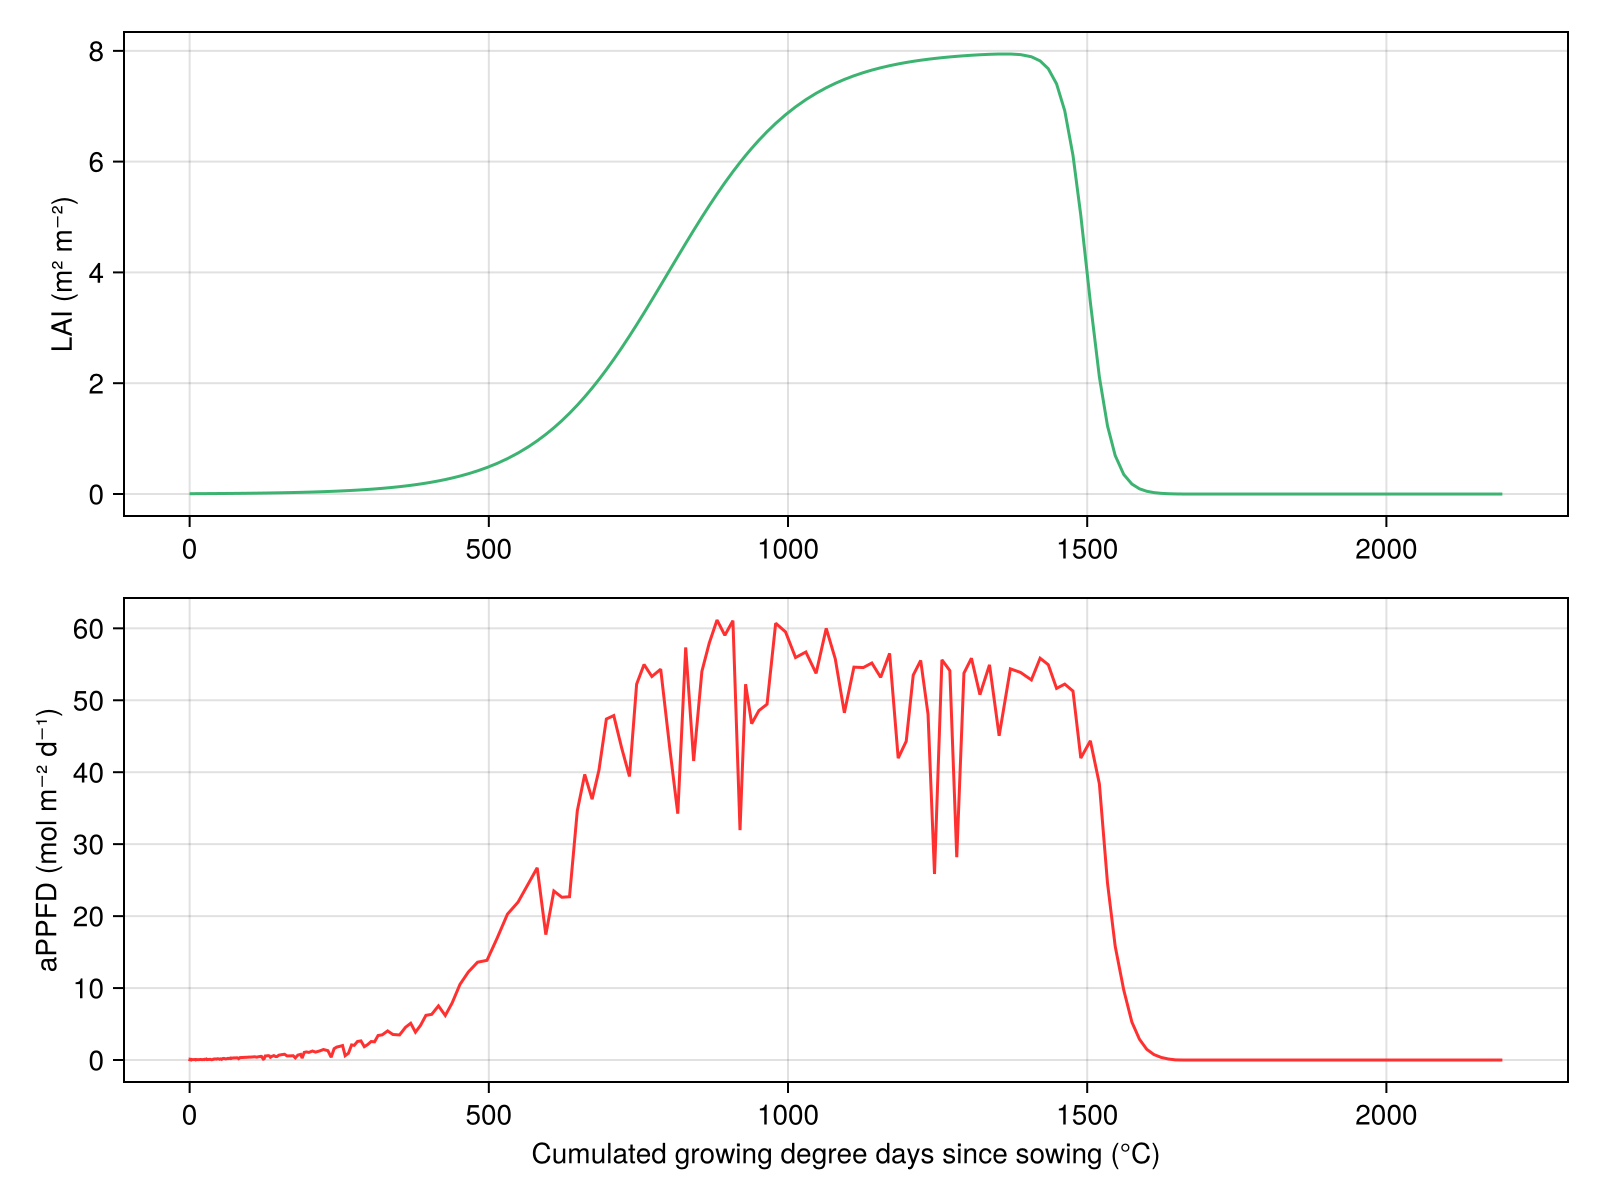 8
6
4
2
0
LAI (m² m⁻²)
0 500 1000 1500 2000
60
50
40
30
20
10
0
aPPFD (mol m⁻² d⁻¹)
0 500 1000 1500 2000
Cumulated growing degree days since sowing (°C)